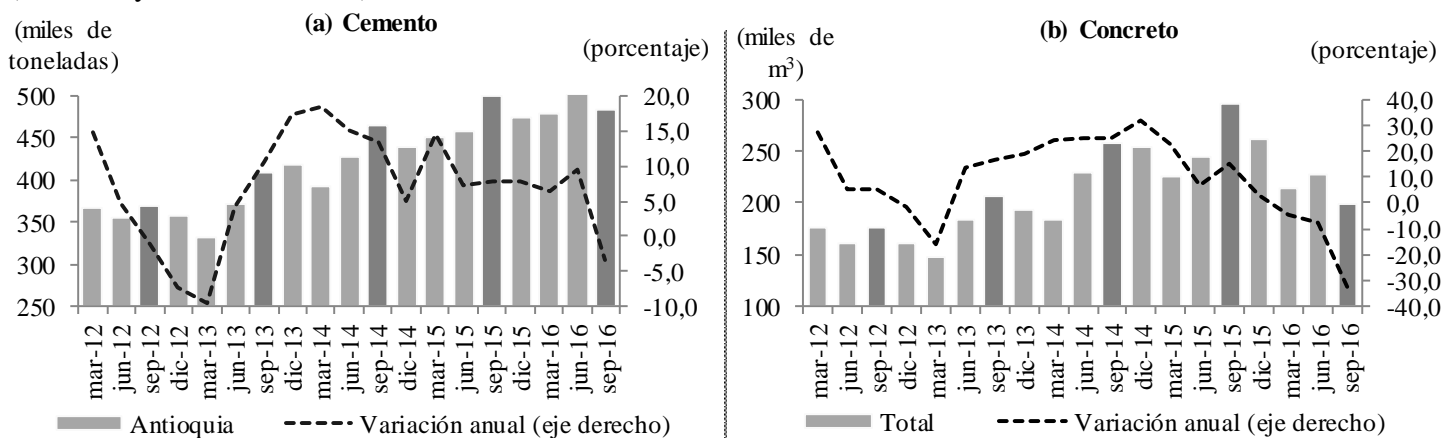 (miles de
toneladas)
(a) Cemento
(porcentaje)
500
450
400
350
300
250
20,0
15,0
10,0
5,0
0,0
-5,0
-10,0
mar-12
jun-12
sep-12
dic-12
mar-13
jun-13
sep-13
dic-13
mar-14
jun-14
sep-14
dic-14
mar-15
jun-15
sep-15
dic-15
mar-16
jun-16
sep-16
Antioquia
Variación anual (eje derecho)
(miles de
m³)
(b) Concreto
(porcentaje)
300
250
200
150
100
40,0
30,0
20,0
10,0
0,0
-10,0
-20,0
-30,0
-40,0
mar-12
jun-12
sep-12
dic-12
mar-13
jun-13
sep-13
dic-13
mar-14
jun-14
sep-14
dic-14
mar-15
jun-15
sep-15
dic-15
mar-16
jun-16
sep-16
Total
Variación anual (eje derecho)